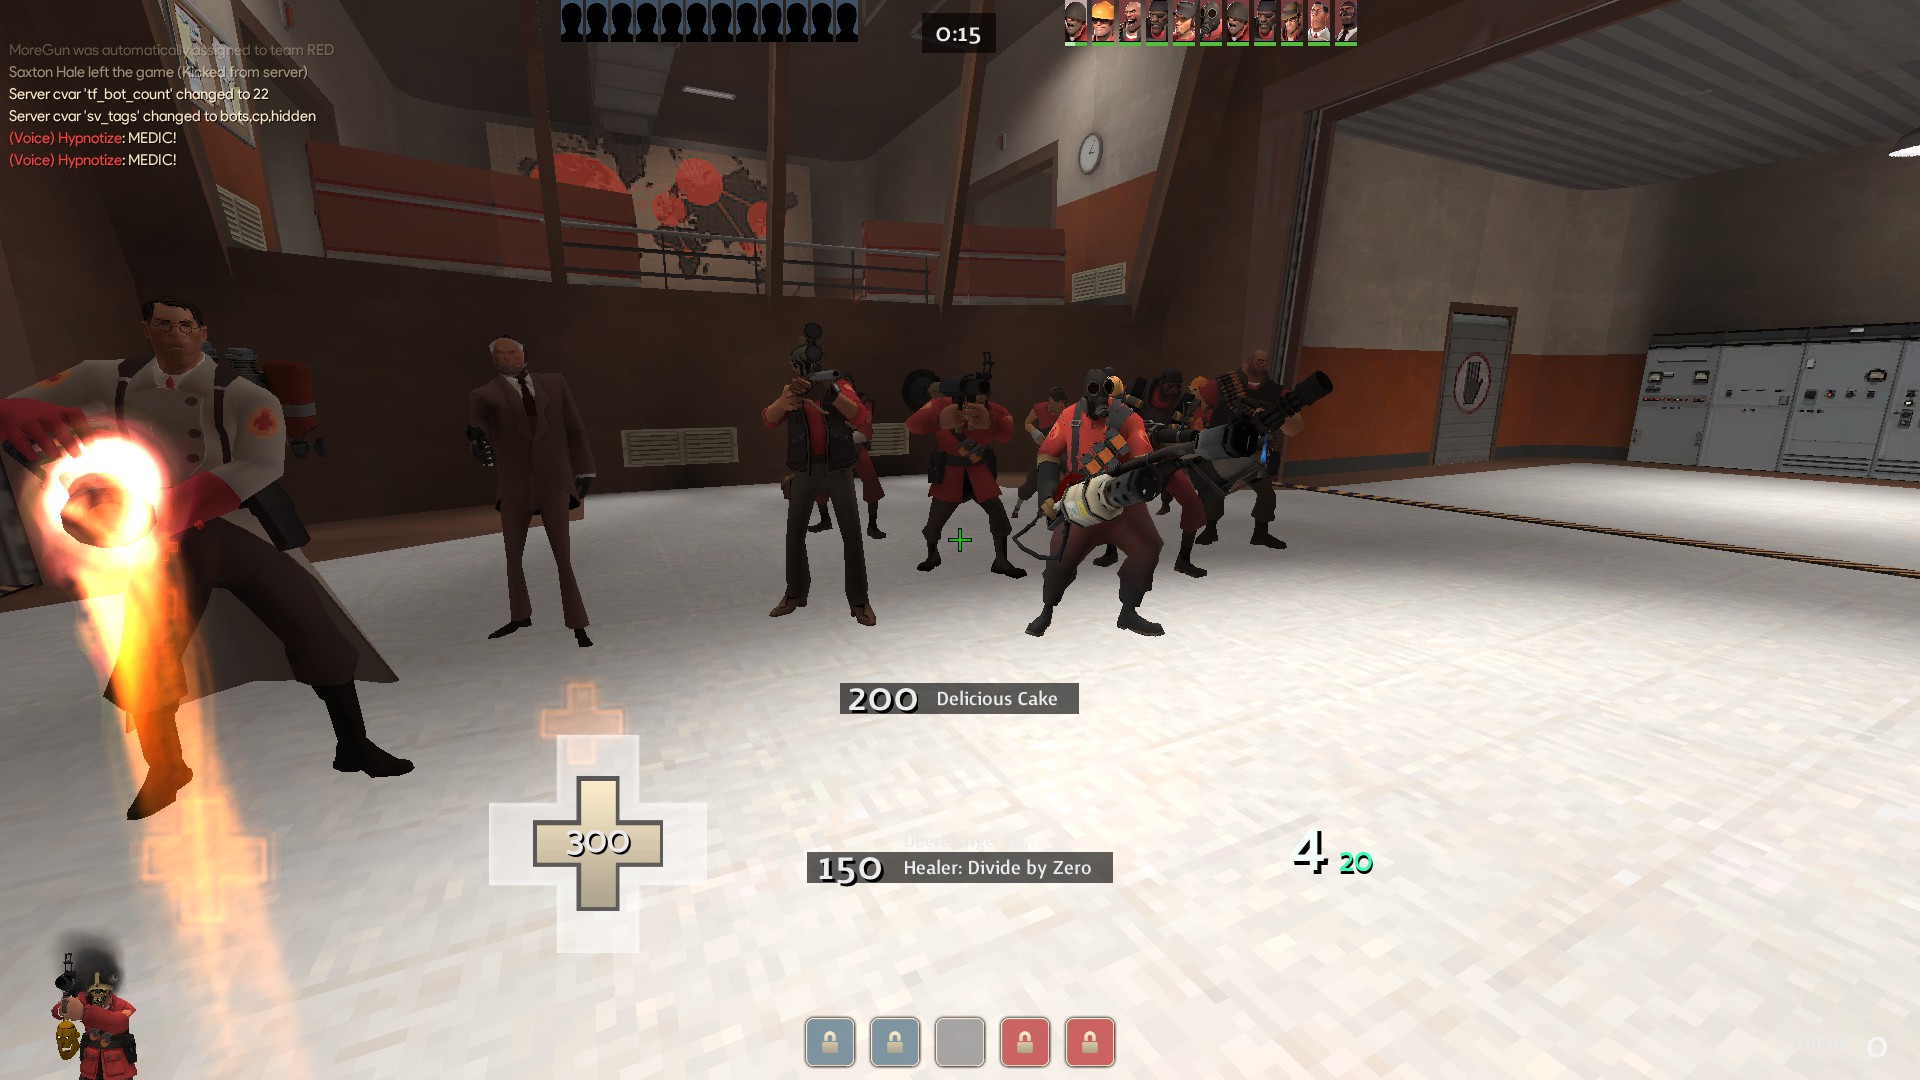 0:15
MoreGun was automatically assigned to team RED
Saxton Hale left the game (Kicked from server)
Server cvar 'tf_bot_count' changed to 22
Server cvar 'sv_tags' changed to bots,cp,hidden
(Voice) Hypnotize: MEDIC!
(Voice) Hypnotize: MEDIC!
200 Delicious Cake
300
150 Healer: Divide by Zero
4 20
0